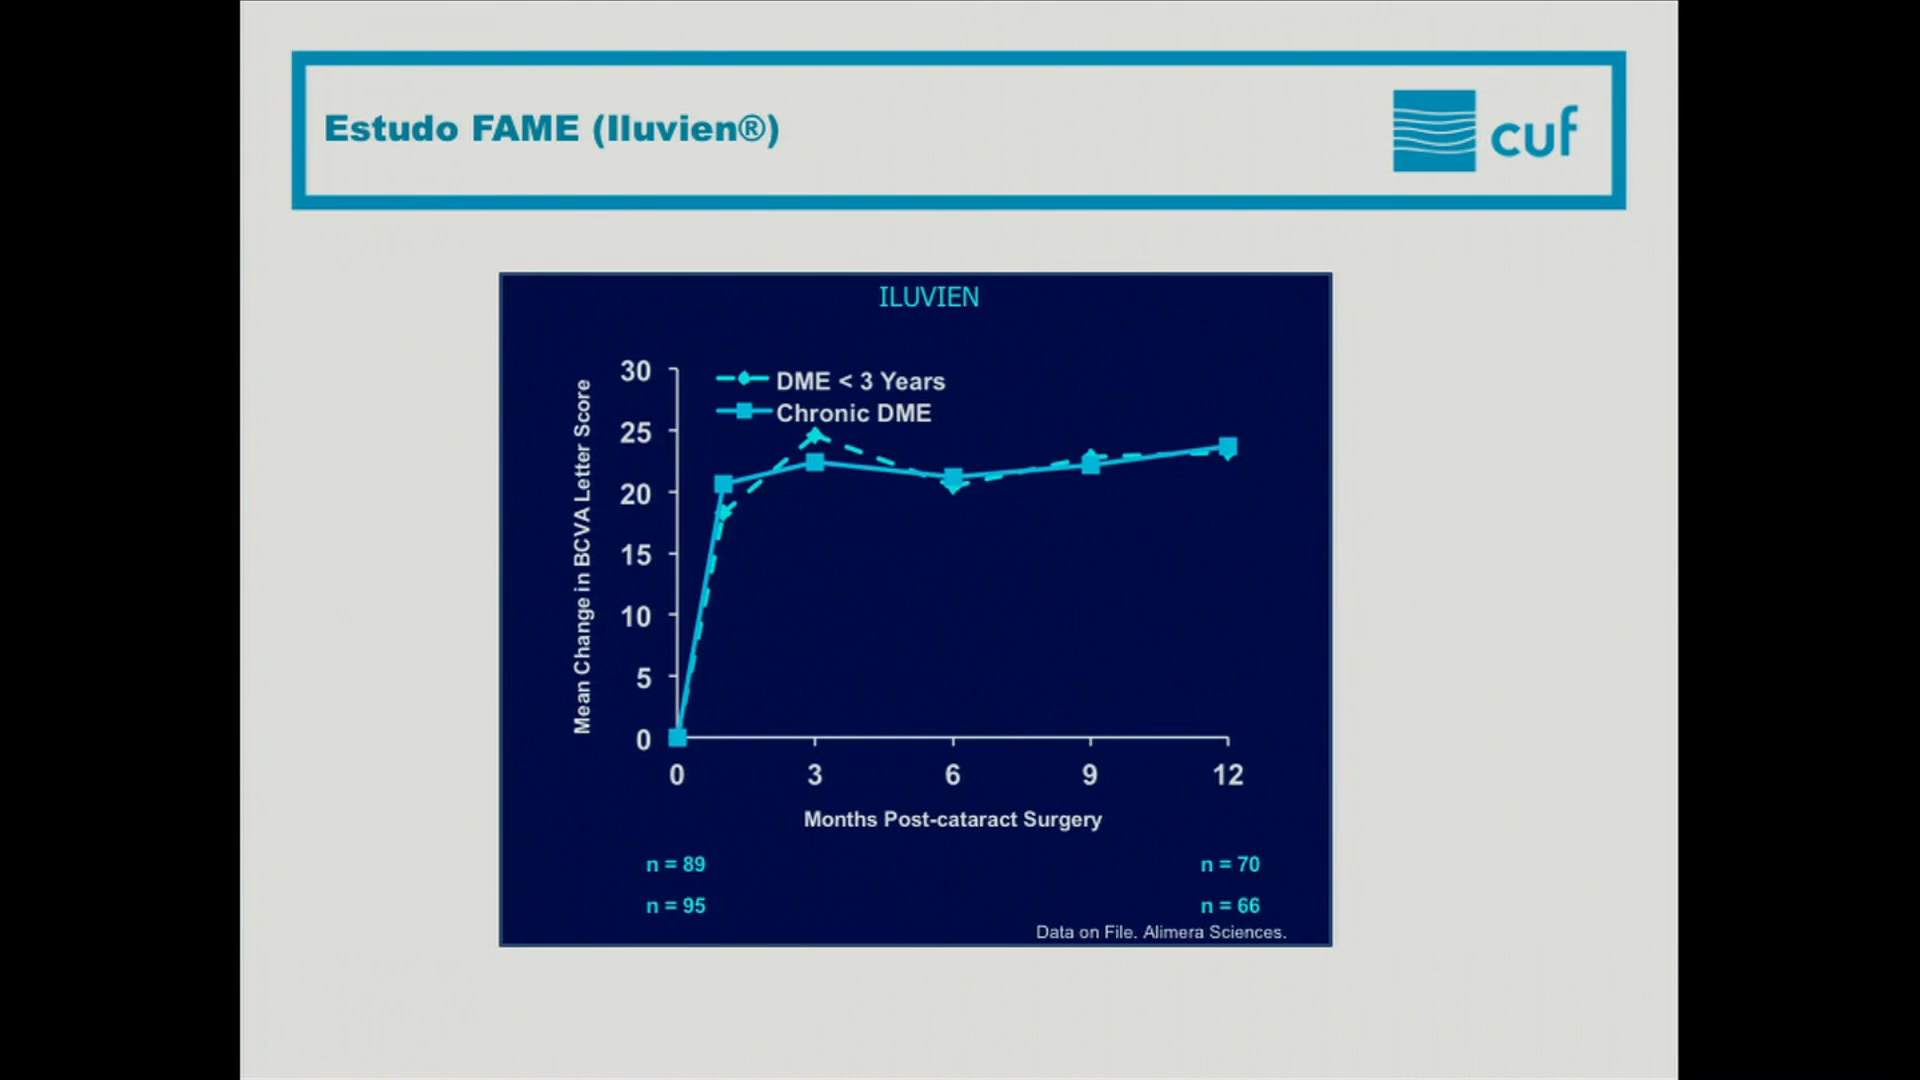 Estudo FAME (Iluvien®)
cuf
ILUVIEN
DME < 3 Years
Chronic DME
Mean Change in BCVA Letter Score
30
25
20
15
10
5
0
0 3 6 9 12
Months Post-cataract Surgery
n = 89 n = 70
n = 95 n = 66
Data on File. Alimera Sciences.